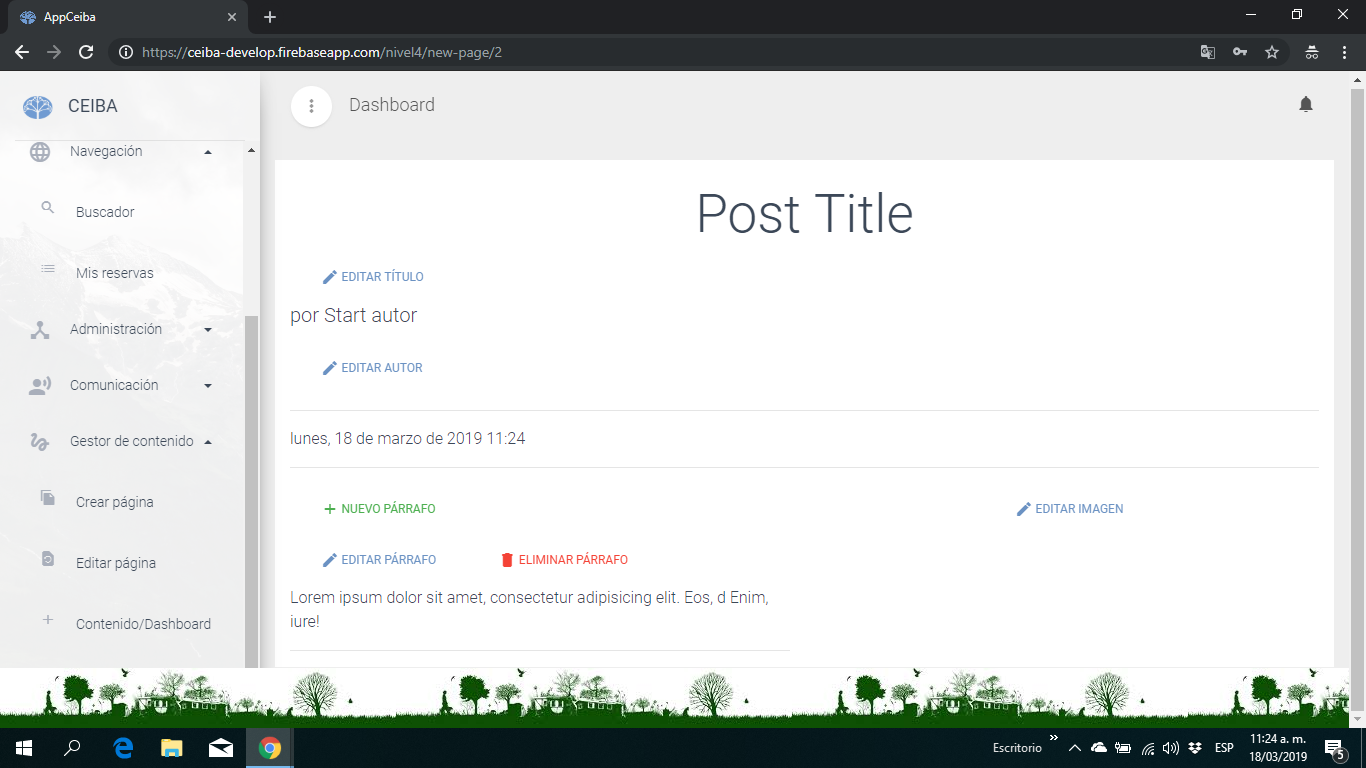 AppCeiba
https://ceiba-develop.firebaseapp.com/nivel4/new-page/2
CEIBA
Dashboard
Navegación
Buscador
Mis reservas
Administración
Comunicación
Gestor de contenido
Crear página
Editar página
Contenido/Dashboard
Post Title
EDITAR TÍTULO
por Start autor
EDITAR AUTOR
lunes, 18 de marzo de 2019 11:24
NUEVO PÁRRAFO
EDITAR IMAGEN
EDITAR PÁRRAFO ELIMINAR PÁRRAFO
Lorem ipsum dolor sit amet, consectetur adipisicing elit. Eos, d Enim,
iure!
Escritorio
ESP
11:24 a. m.
18/03/2019
5